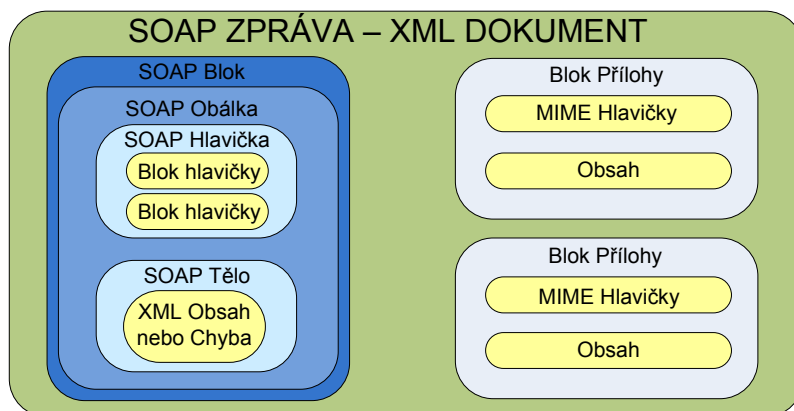 SOAP ZPRÁVA – XML DOKUMENT
SOAP Blok
SOAP Obálka
SOAP Hlavička
Blok hlavičky
Blok hlavičky
SOAP Tělo
XML Obsah
nebo Chyba
Blok Přílohy
MIME Hlavičky
Obsah
Blok Přílohy
MIME Hlavičky
Obsah